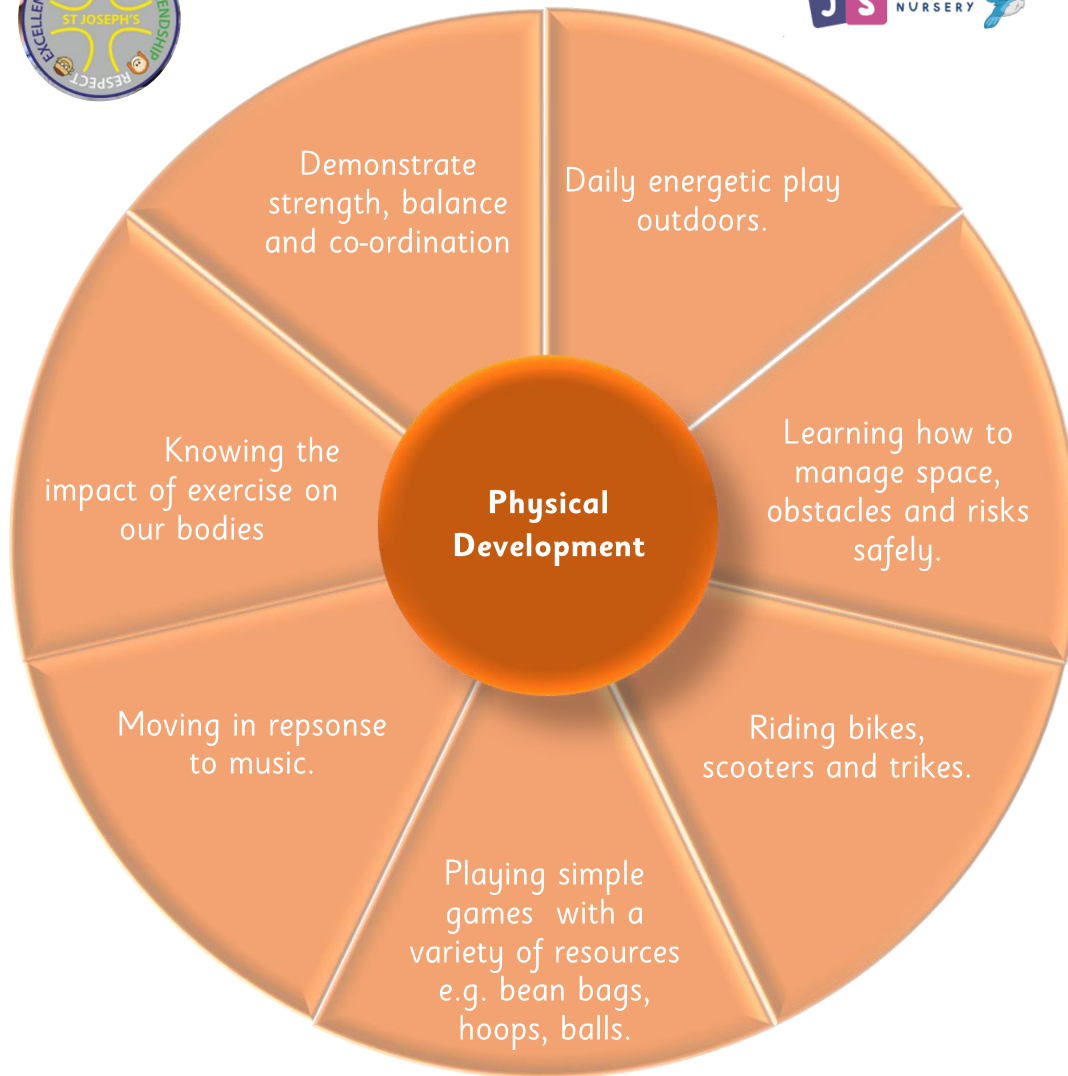 ST JOSEPH'S
RESPECT
NURSERY
Demonstrate
strength, balance
and co-ordination
Daily energetic play
outdoors.
Learning how to
manage space,
obstacles and risks
safely.
Riding bikes,
scooters and trikes.
Playing simple
games  with a
variety of resources
e.g. bean bags,
hoops, balls.
Moving in repsonse
to music.
Knowing the
impact of exercise on
our bodies
Physical
Development